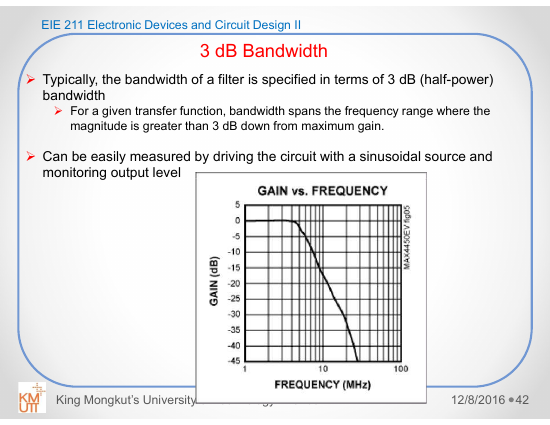 EIE 211 Electronic Devices and Circuit Design II
3 dB Bandwidth
Typically, the bandwidth of a filter is specified in terms of 3 dB (half-power)
bandwidth
For a given transfer function, bandwidth spans the frequency range where the
magnitude is greater than 3 dB down from maximum gain.
Can be easily measured by driving the circuit with a sinusoidal source and
monitoring output level
GAIN vs. FREQUENCY
5
0
-5
-10
-15
-20
-25
-30
-35
-40
-45
GAIN (dB)
MAX4450EV fig05
1 10 100
FREQUENCY (MHz)
KM
UTT
King Mongkut's University
12/8/2016 •42